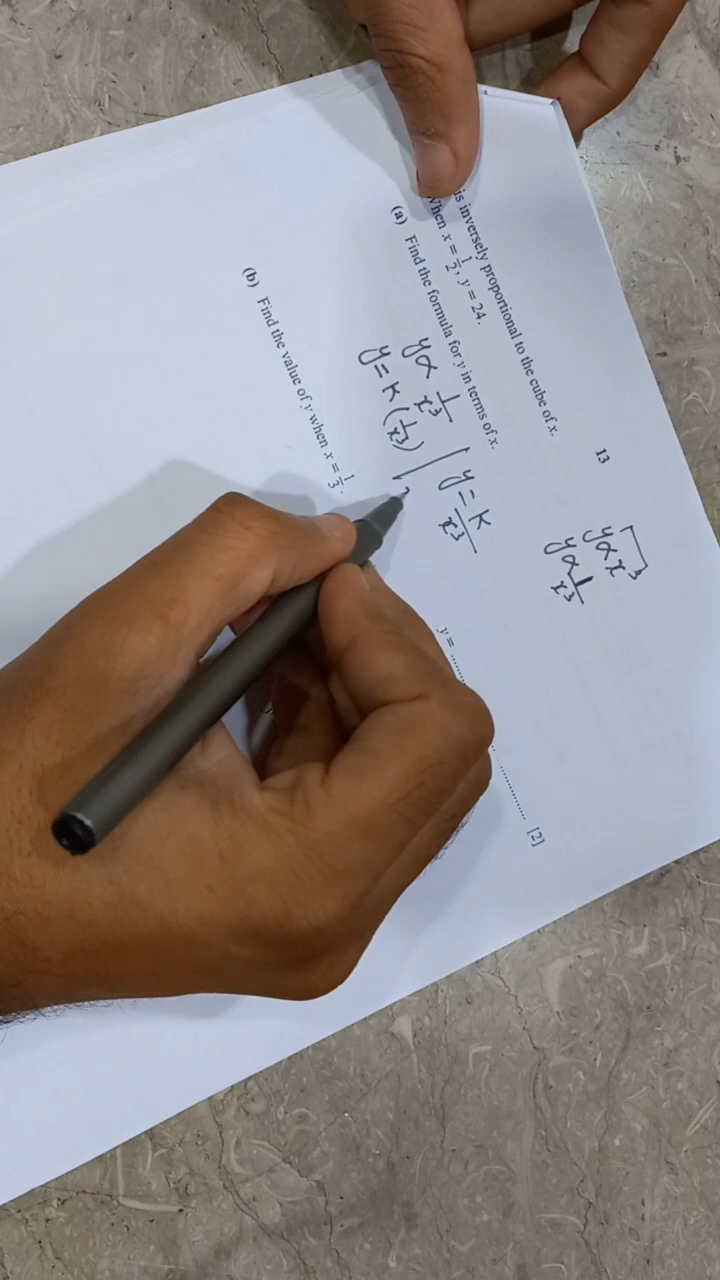 13
is inversely proportional to the cube of x.
When x = 1/2, y = 24.
(a) Find the formula for y in terms of x.
y ∝ x³
y ∝ 1/x³
y ∝ 1/x³
y = k (1/x³)
y = k/x³
y = .......... [2]
(b) Find the value of y when x = 1/3.